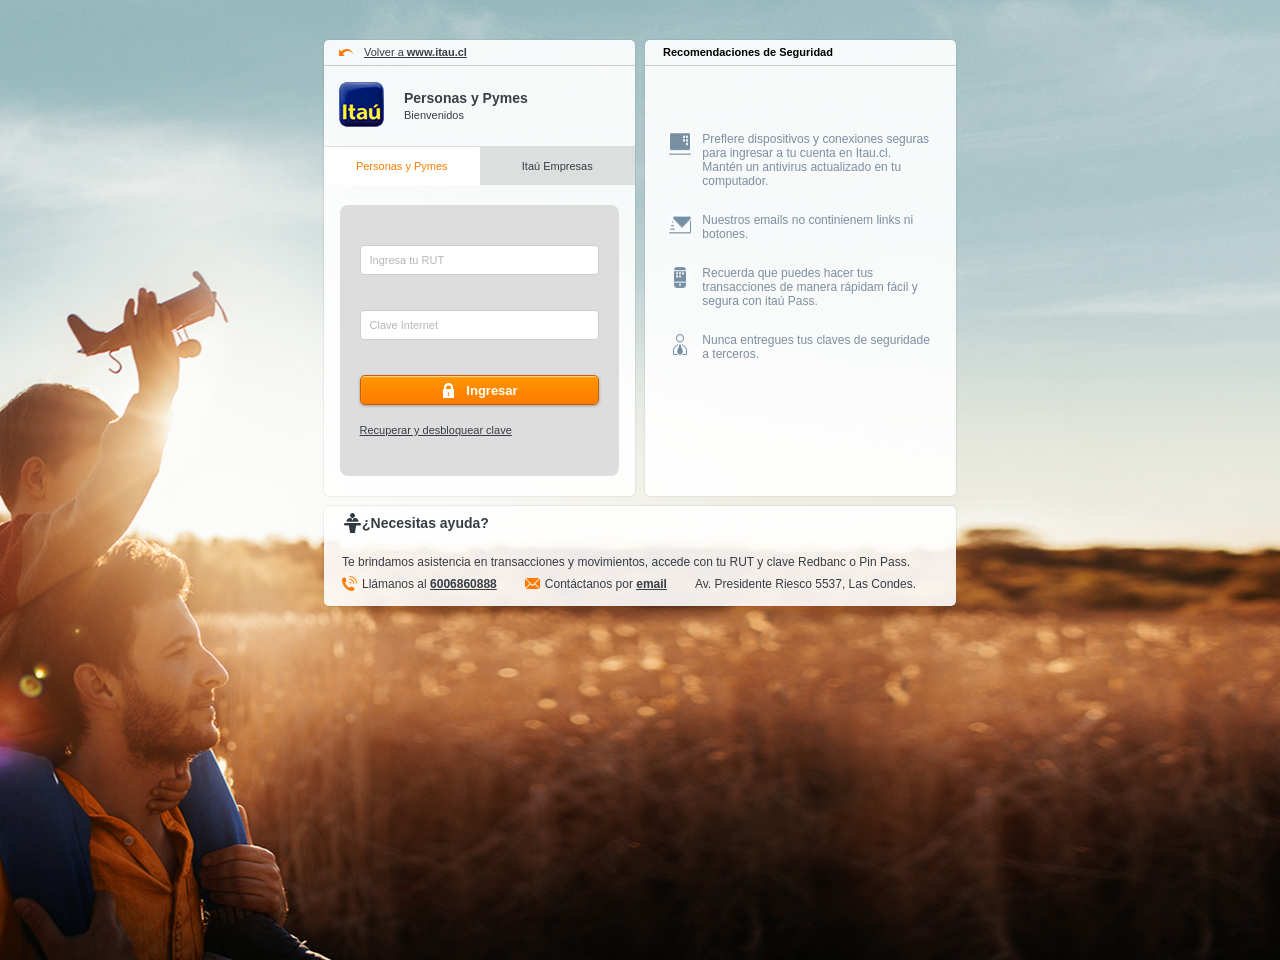 Volver a www.itau.cl
Itaú
Personas y Pymes
Bienvenidos
Personas y Pymes
Itaú Empresas
Ingresa tu RUT
Clave Internet
Ingresar
Recuperar y desbloquear clave
Recomendaciones de Seguridad
Preflere dispositivos y conexiones seguras
para ingresar a tu cuenta en Itau.cl.
Mantén un antivirus actualizado en tu
computador.
Nuestros emails no continienem links ni
botones.
Recuerda que puedes hacer tus
transacciones de manera rápidam fácil y
segura con itaú Pass.
Nunca entregues tus claves de seguridade
a terceros.
¿Necesitas ayuda?
Te brindamos asistencia en transacciones y movimientos, accede con tu RUT y clave Redbanc o Pin Pass.
Llámanos al 6006860888
Contáctanos por email
Av. Presidente Riesco 5537, Las Condes.